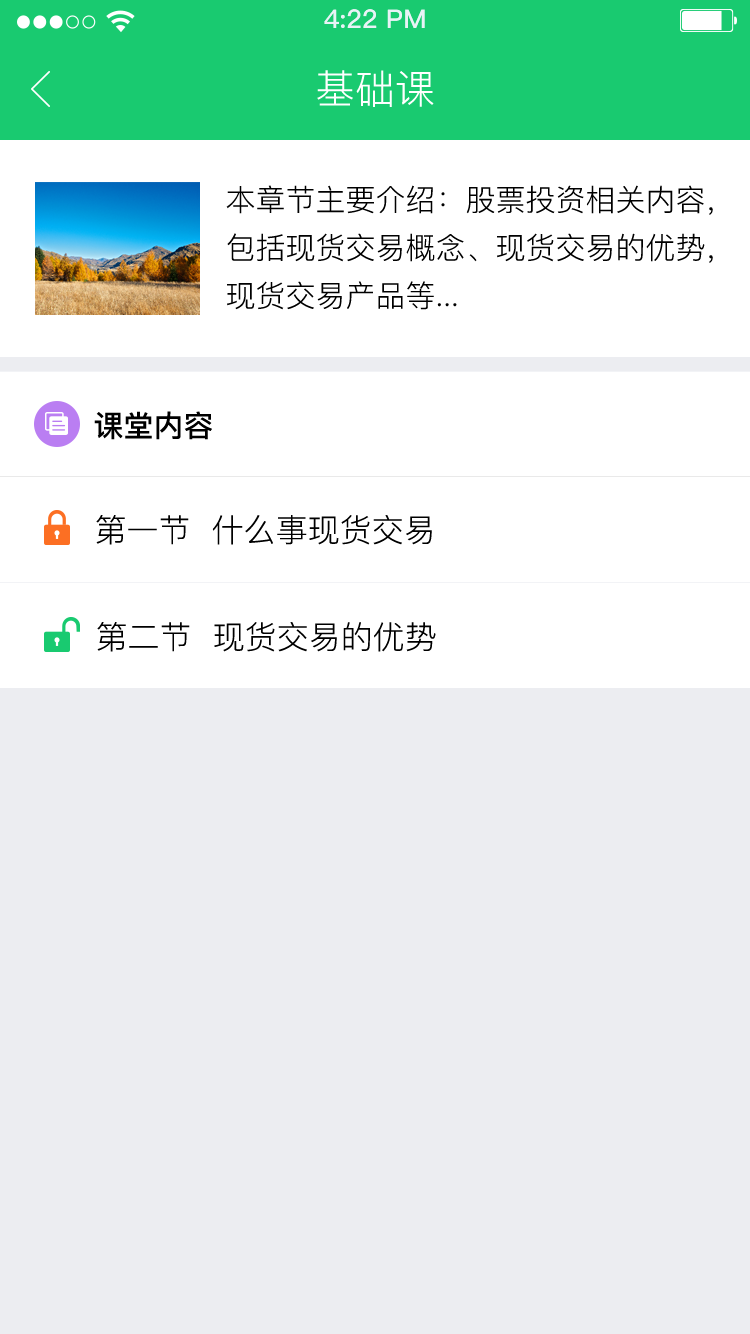 4:22 PM
基础课
本章节主要介绍：股票投资相关内容，
包括现货交易概念、现货交易的优势，
现货交易产品等...
课堂内容
第一节 什么事现货交易
第二节 现货交易的优势